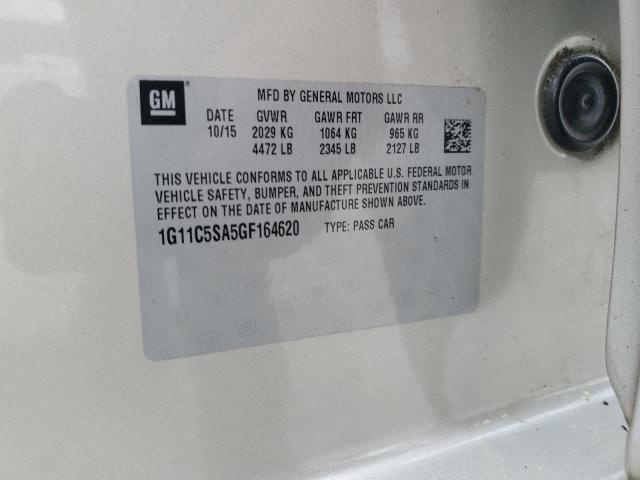 GM
MFD BY GENERAL MOTORS LLC
DATE GVWR GAWR FRT GAWR RR
10/15 2029 KG 1064 KG 965 KG
4472 LB 2345 LB 2127 LB
THIS VEHICLE CONFORMS TO ALL APPLICABLE U.S. FEDERAL MOTOR
VEHICLE SAFETY, BUMPER, AND THEFT PREVENTION STANDARDS IN
EFFECT ON THE DATE OF MANUFACTURE SHOWN ABOVE.
1G11C5SA5GF164620 TYPE: PASS CAR